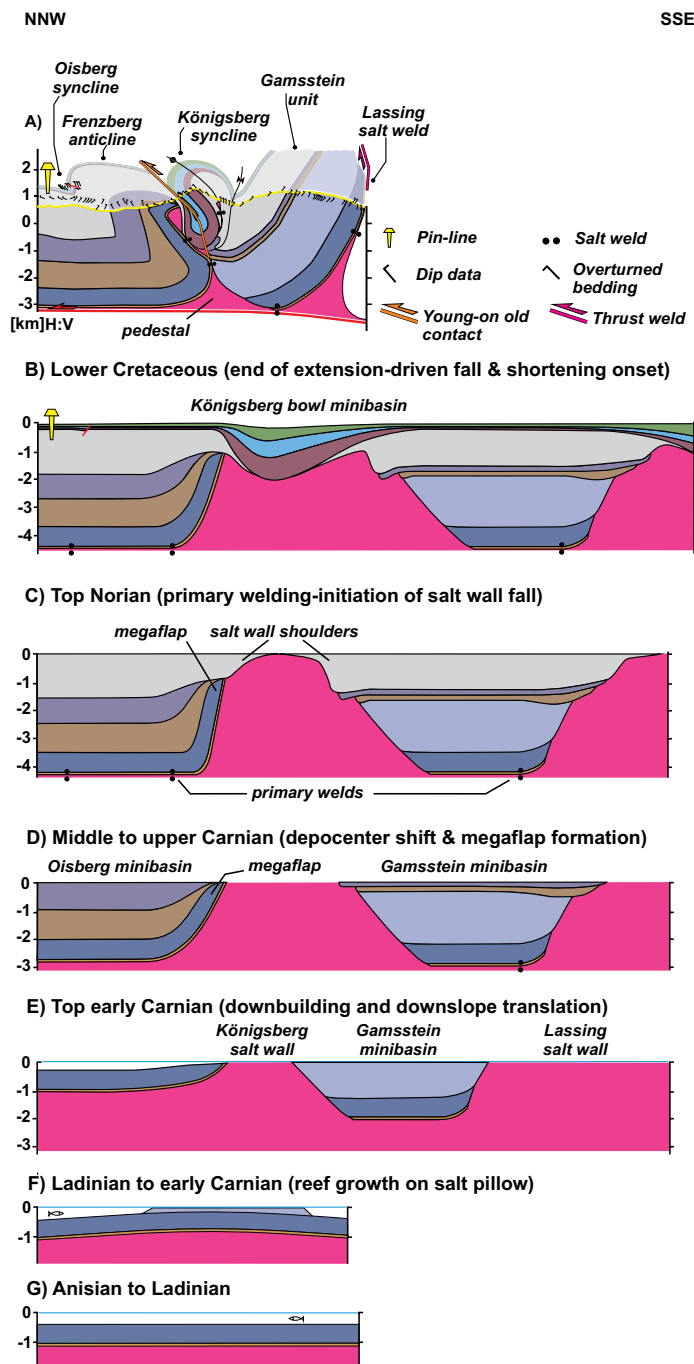 NNW SSE
Oisberg syncline
Frenzberg anticline
Königsberg syncline
Gamsstein unit
Lassing salt weld
A)
2
1
0
-1
-2
-3
[km]H:V
pedestal
Pin-line
Salt weld
Dip data
Overturned bedding
Young-on old contact
Thrust weld
B) Lower Cretaceous (end of extension-driven fall & shortening onset)
Königsberg bowl minibasin
0
-1
-2
-3
-4
C) Top Norian (primary welding-initiation of salt wall fall)
megaflap salt wall shoulders
0
-1
-2
-3
-4
primary welds
D) Middle to upper Carnian (depocenter shift & megaflap formation)
Oisberg minibasin megaflap Gamsstein minibasin
0
-1
-2
-3
E) Top early Carnian (downbuilding and downslope translation)
Königsberg salt wall
Gamsstein minibasin
Lassing salt wall
0
-1
-2
-3
F) Ladinian to early Carnian (reef growth on salt pillow)
0
-1
G) Anisian to Ladinian
0
-1